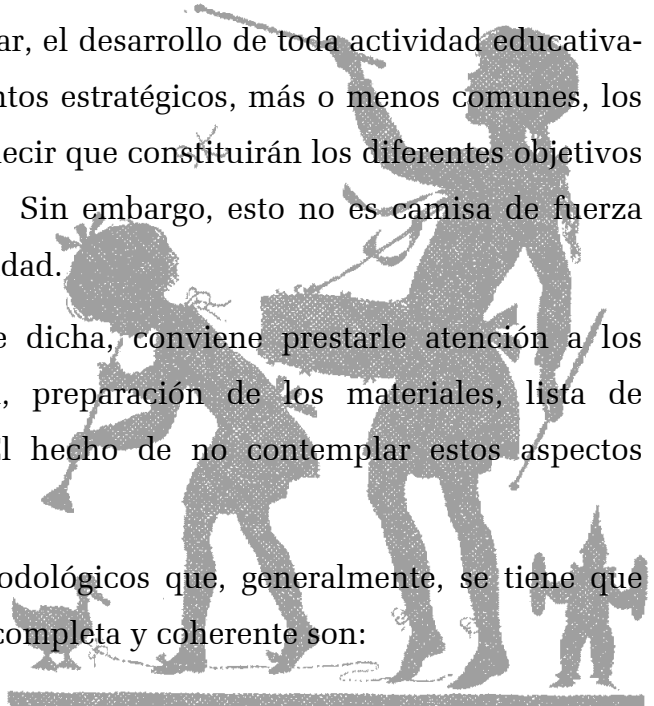 ar, el desarrollo de toda actividad educativa-
ntos estratégicos, más o menos comunes, los
ecir que constituirán los diferentes objetivos
Sin embargo, esto no es camisa de fuerza
dad.
e dicha, conviene prestarle atención a los
, preparación de los materiales, lista de
El hecho de no contemplar estos aspectos
odológicos que, generalmente, se tiene que
completa y coherente son: